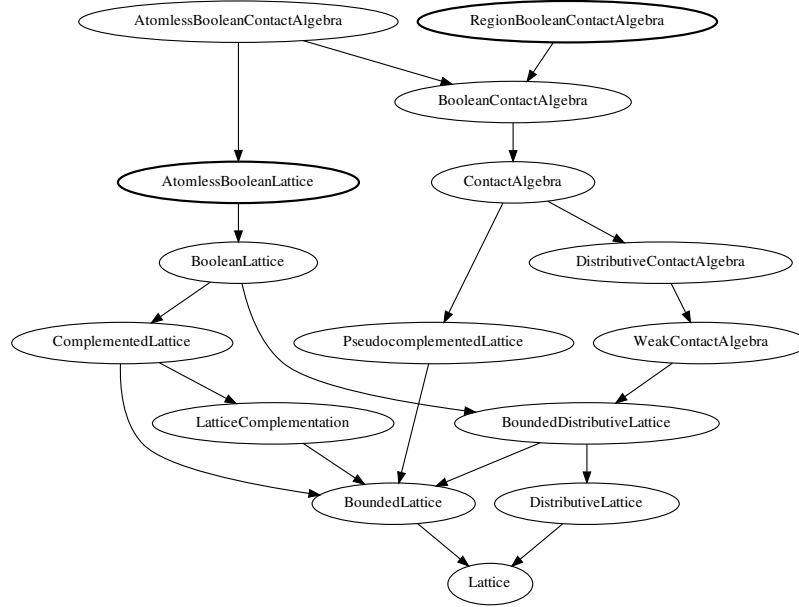 AtomlessBooleanContactAlgebra
RegionBooleanContactAlgebra
BooleanContactAlgebra
AtomlessBooleanLattice
ContactAlgebra
BooleanLattice
DistributiveContactAlgebra
ComplementedLattice
PseudocomplementedLattice
WeakContactAlgebra
LatticeComplementation
BoundedDistributiveLattice
BoundedLattice
DistributiveLattice
Lattice